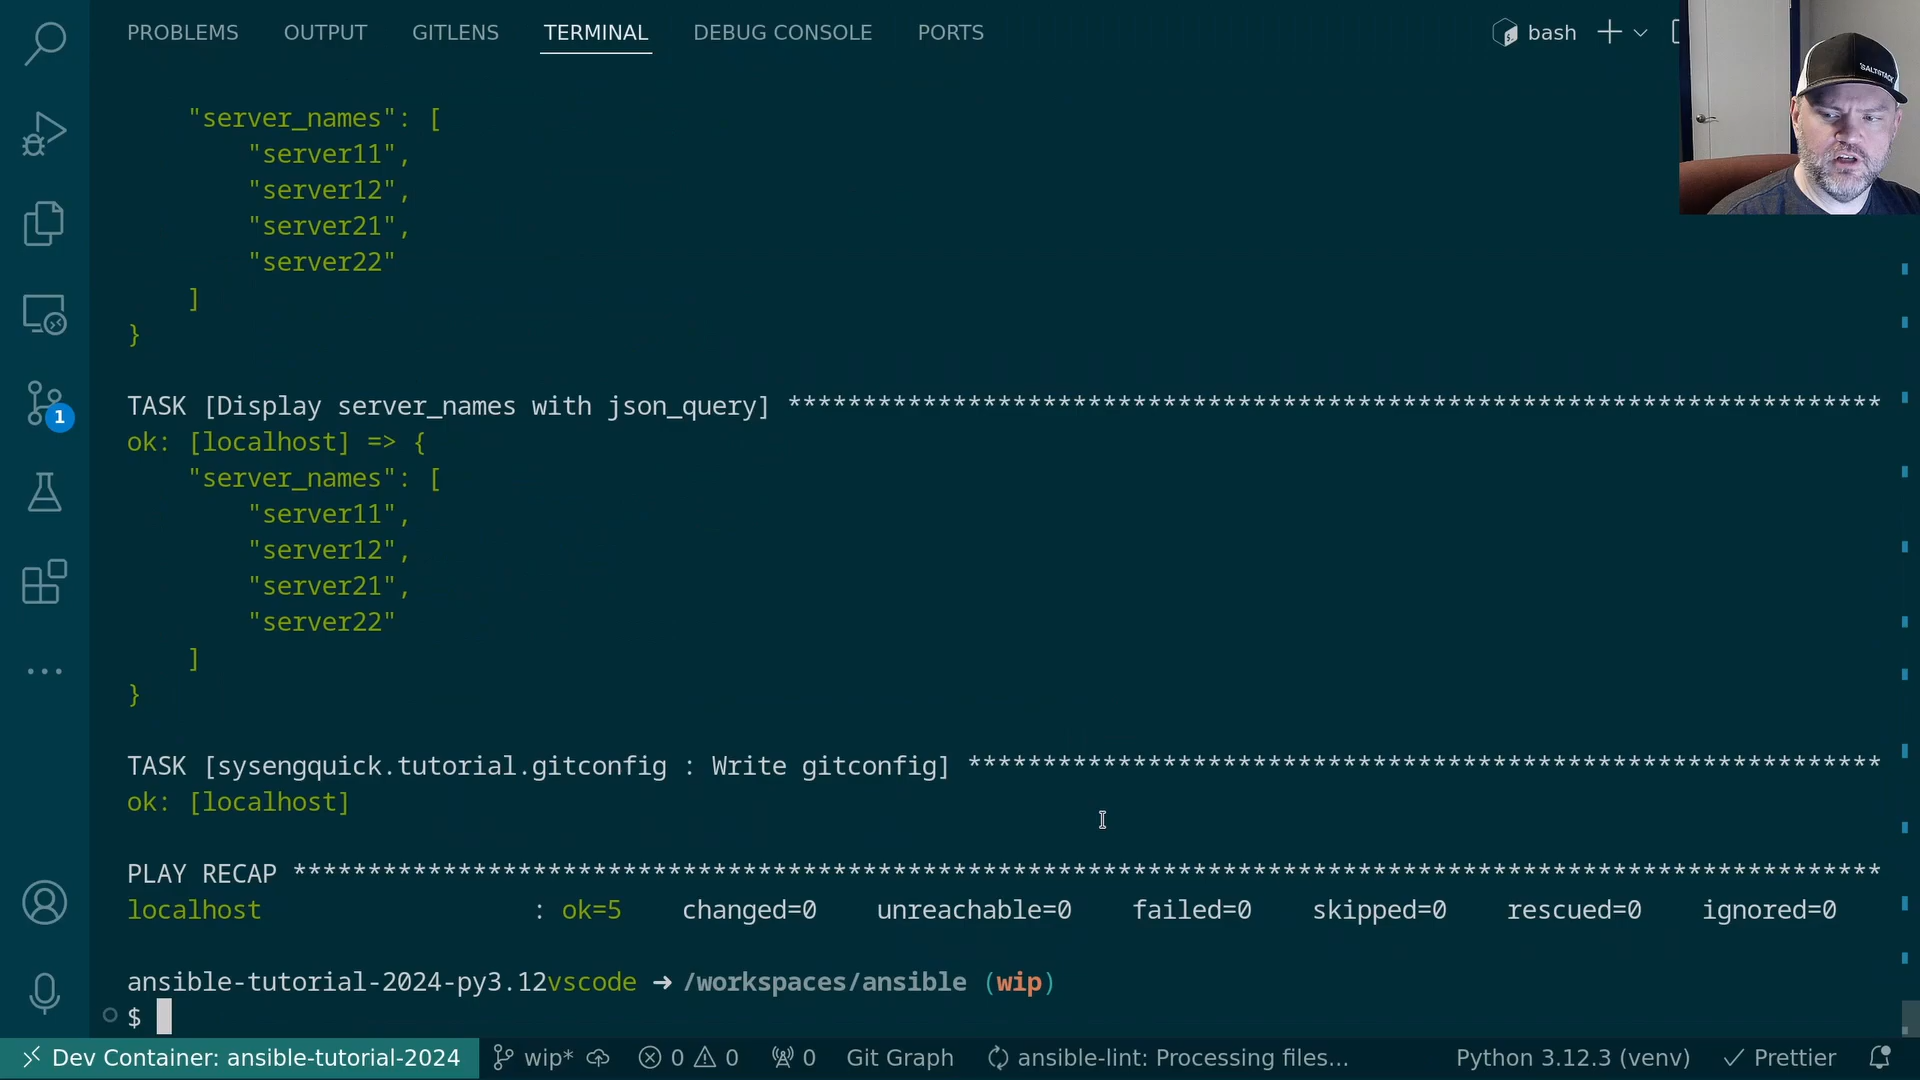 PROBLEMS OUTPUT GITLENS TERMINAL DEBUG CONSOLE PORTS bash
SALTSTACK
"server_names": [
"server11",
"server12",
"server21",
"server22"
]
}
TASK [Display server_names with json_query] *************************************************************************
ok: [localhost] => {
"server_names": [
"server11",
"server12",
"server21",
"server22"
]
}
TASK [sysengquick.tutorial.gitconfig : Write gitconfig] *************************************************************
ok: [localhost]
PLAY RECAP **********************************************************************************************************
localhost : ok=5 changed=0 unreachable=0 failed=0 skipped=0 rescued=0 ignored=0
ansible-tutorial-2024-py3.12vscode ➜ /workspaces/ansible (wip)
$
1
Dev Container: ansible-tutorial-2024 wip* 0 0 0 Git Graph ansible-lint: Processing files... Python 3.12.3 (venv) Prettier